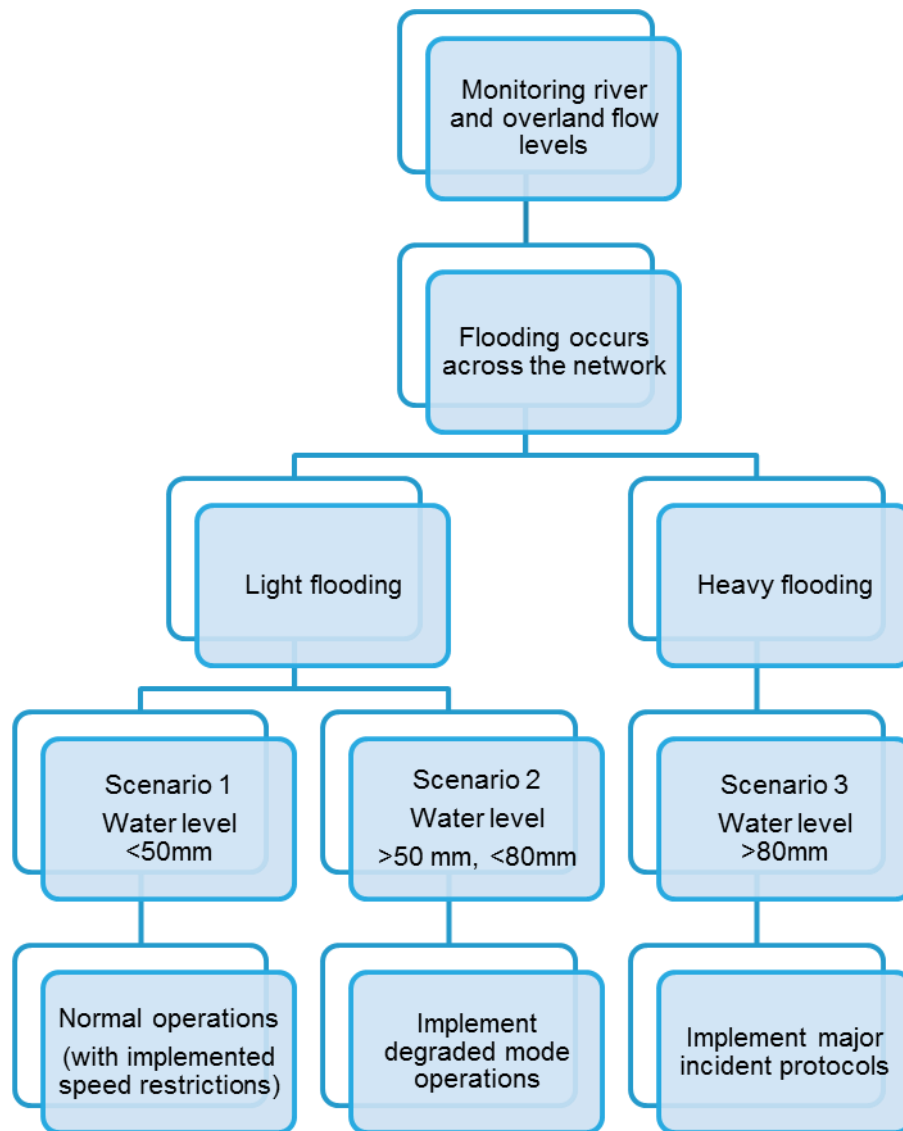 Monitoring river
and overland flow
levels
Flooding occurs
across the network
Light flooding
Heavy flooding
Scenario 1
Water level
<50mm
Scenario 2
Water level
>50 mm, <80mm
Scenario 3
Water level
>80mm
Normal operations
(with implemented
speed restrictions)
Implement
degraded mode
operations
Implement major
incident protocols